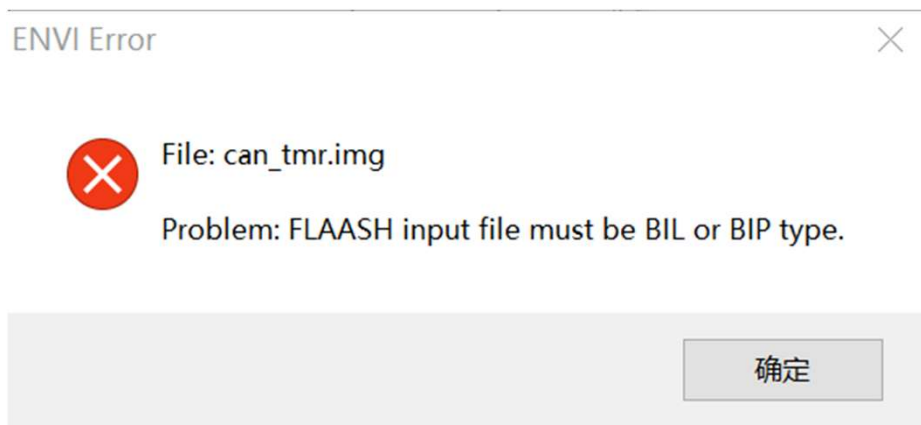 ENVI Error
File: can_tmr.img
Problem: FLAASH input file must be BIL or BIP type.
确定